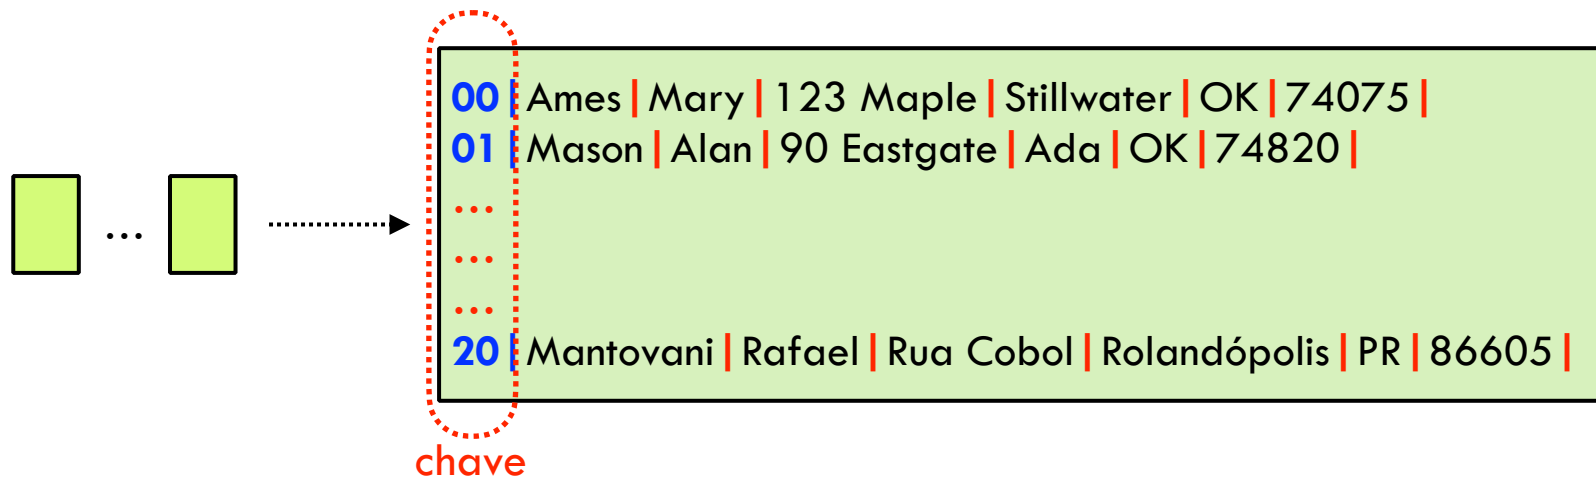 00|Ames|Mary|123 Maple|Stillwater|OK|74075|
01|Mason|Alan|90 Eastgate|Ada|OK|74820|
...
...
...
...
20|Mantovani|Rafael|Rua Cobol|Rolandópolis|PR|86605|
chave